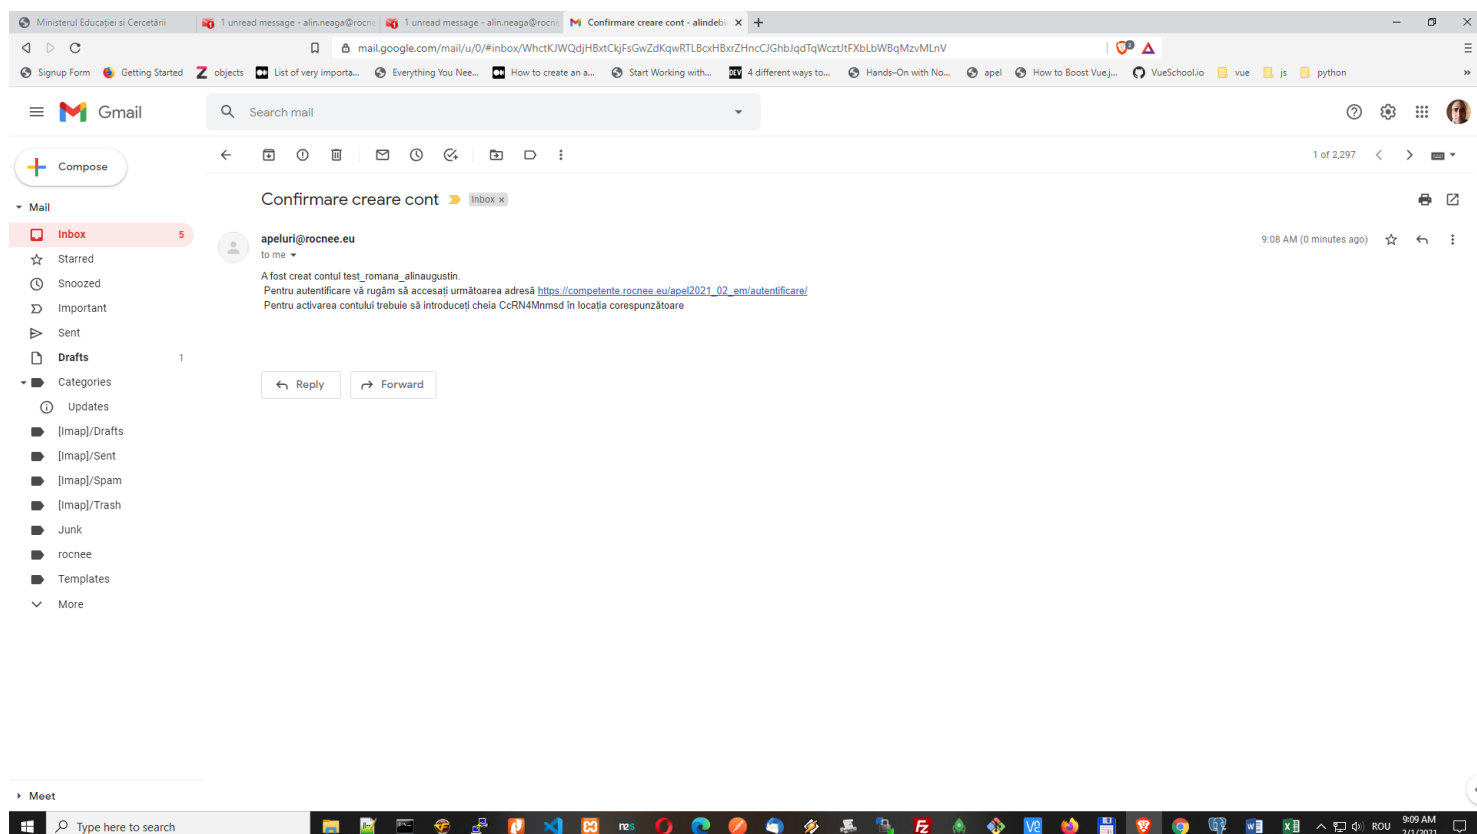 Ministerul Educației si Cercetării
1 unread message - alin.neaga@rocne
1 unread message - alin.neaga@rocne
Confirmare creare cont - alindebi
mail.google.com/mail/u/0/#inbox/WhctKJWQdjHBxtCkjFsGwZdKqwRTLBcxHBxrZHncCJGhbJqdTqWcztJtFXbLbWBqMzvMLnV
Signup Form
Getting Started
objects
List of very importa...
Everything You Nee...
How to create an a...
Start Working with...
4 different ways to...
Hands-On with No...
apel
How to Boost Vue.j...
VueSchool.io
vue
js
python
Gmail
Search mail
Compose
1 of 2,297
Mail
Inbox 5
Starred
Snoozed
Important
Sent
Drafts 1
Categories
Updates
[Imap]/Drafts
[Imap]/Sent
[Imap]/Spam
[Imap]/Trash
Junk
rocnee
Templates
More
Confirmare creare cont
Inbox x
apeluri@rocnee.eu
9:08 AM (0 minutes ago)
to me
A fost creat contul test_romana_alinaugustin.
Pentru autentificare vă rugăm să accesați următoarea adresă https://competente.rocnee.eu/apel2021_02_em/autentificare/
Pentru activarea contului trebuie să introduceți cheia CcRN4Mnmsd în locația corespunzătoare
Reply
Forward
Meet
Type here to search
ROU
9:09 AM
2/1/2021